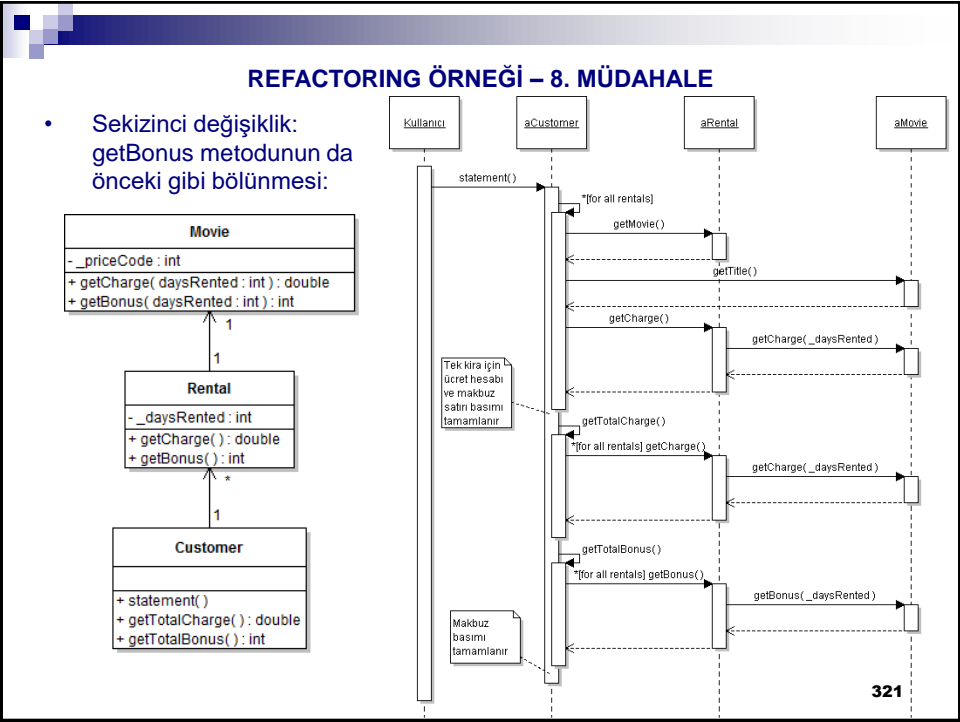 REFACTORING ÖRNEĞİ – 8. MÜDAHALE
• Sekizinci değişiklik:
getBonus metodunun da
önceki gibi bölünmesi:
Movie
- _priceCode : int
+ getCharge( daysRented : int ) : double
+ getBonus( daysRented : int ) : int
1
1
Rental
- _daysRented : int
+ getCharge( ) : double
+ getBonus( ) : int
*
1
Customer
+ statement( )
+ getTotalCharge( ) : double
+ getTotalBonus( ) : int
Kullanıcı
aCustomer
aRental
aMovie
statement( )
*[for all rentals]
getMovie( )
getTitle( )
getCharge( )
getCharge( _daysRented )
Tek kira için
ücret hesabı
ve makbuz
satırı basımı
tamamlanır
getTotalCharge( )
*[for all rentals] getCharge( )
getCharge( _daysRented )
getTotalBonus( )
*[for all rentals] getBonus( )
getBonus( _daysRented )
Makbuz
basımı
tamamlanır
321